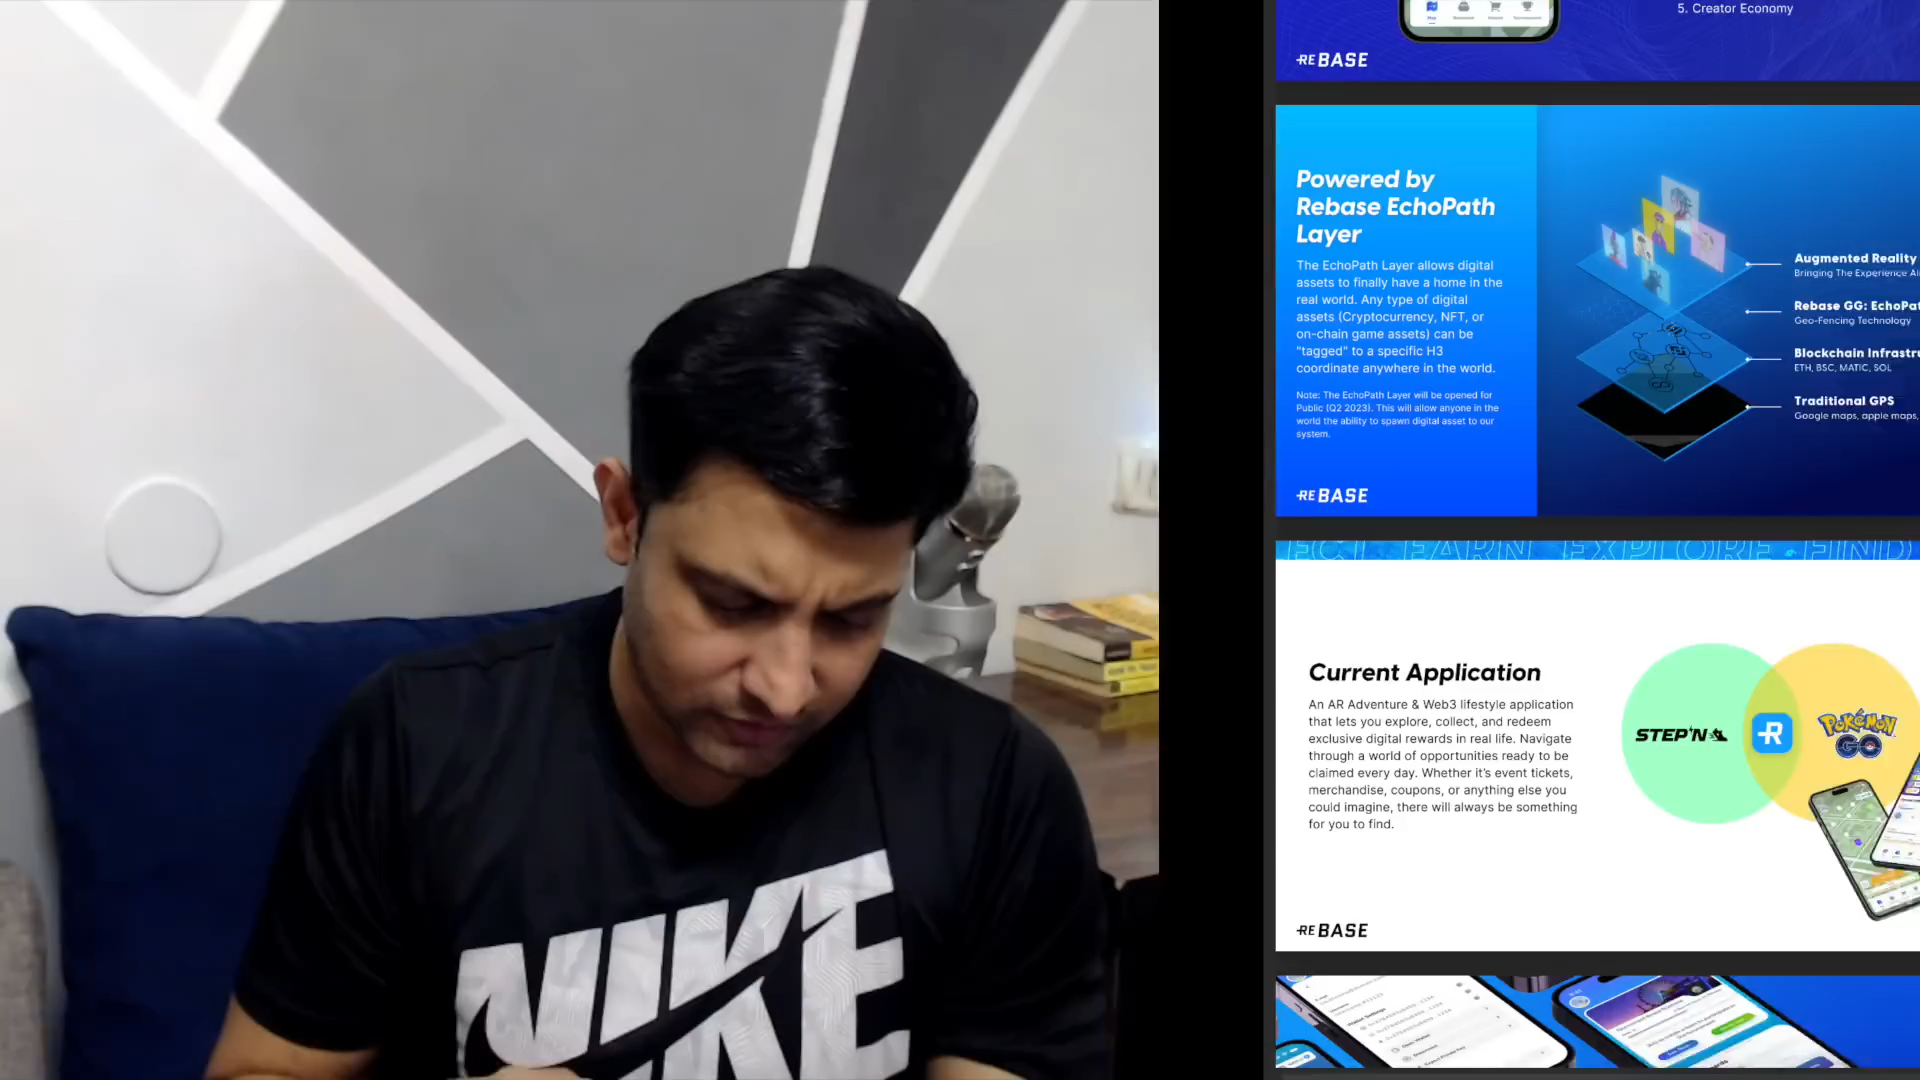 NIKE
5. Creator Economy
REBASE
Powered by
Rebase EchoPath
Layer
The EchoPath Layer allows digital
assets to finally have a home in the
real world. Any type of digital
assets (Cryptocurrency, NFT, or
on-chain game assets) can be
"tagged" to a specific H3
coordinate anywhere in the world.
Note: The EchoPath Layer will be opened for
Public (Q2 2023). This will allow anyone in the
world the ability to spawn digital asset to our
system.
REBASE
Augmented Reality
Bringing The Experience
Rebase GG:
Geo-Fencing Technology
Blockchain
ETH, BSC, MATIC, SOL
Traditional GPS
Google maps, apple maps,
EARN EXPLORE FIND
Current Application
An AR Adventure & Web3 lifestyle application
that lets you explore, collect, and redeem
exclusive digital rewards in real life. Navigate
through a world of opportunities ready to be
claimed every day. Whether it's event tickets,
merchandise, coupons, or anything else you
could imagine, there will always be something
for you to find.
STEP'N
R
POKÉMON
GO
REBASE